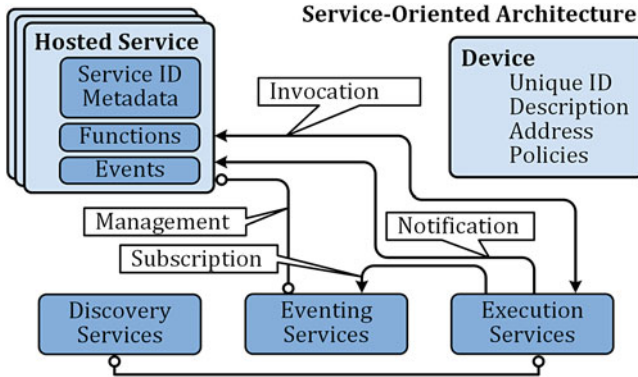 Service-Oriented Architecture
Hosted Service
Service ID
Metadata
Functions
Events
Invocation
Device
Unique ID
Description
Address
Policies
Management
Notification
Subscription
Discovery
Services
Eventing
Services
Execution
Services